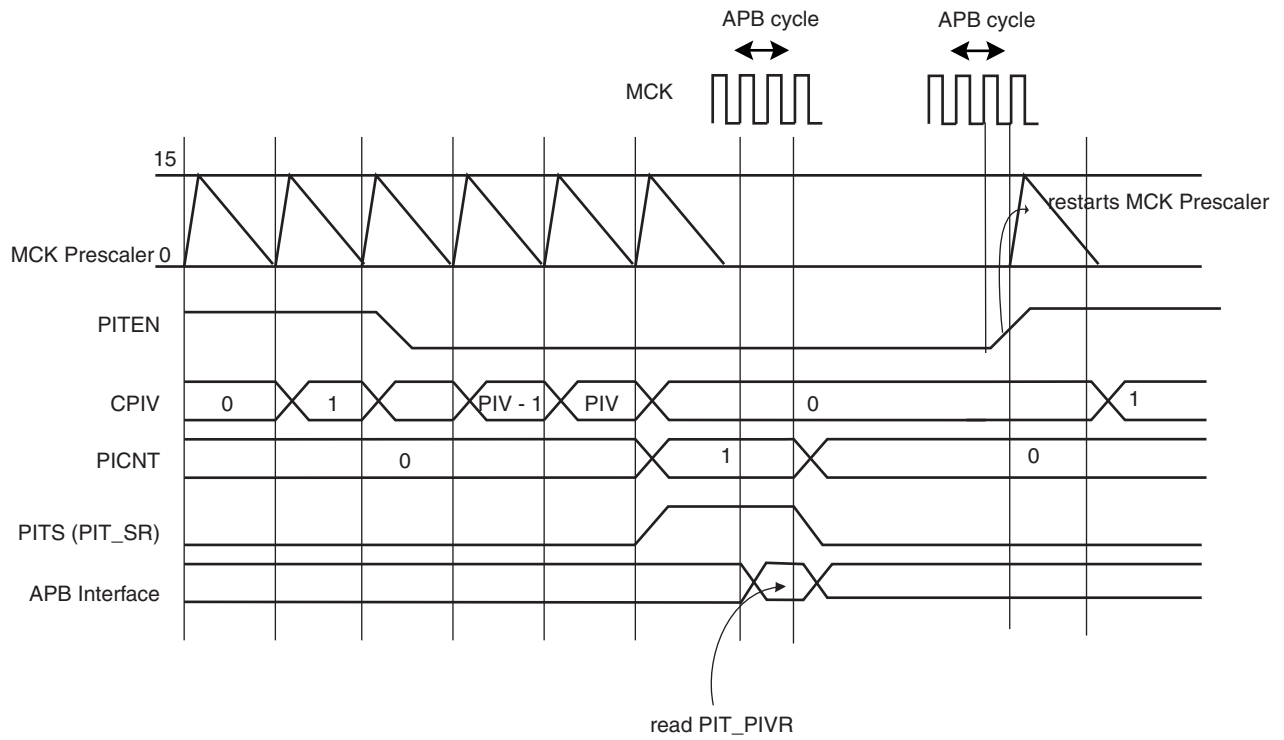 APB cycle APB cycle
MCK
15
restarts MCK Prescaler
MCK Prescaler 0
PITEN
CPIV 0 1 PIV - 1 PIV 0 1
PICNT 0 1 0
PITS (PIT_SR)
APB Interface
read PIT_PIVR